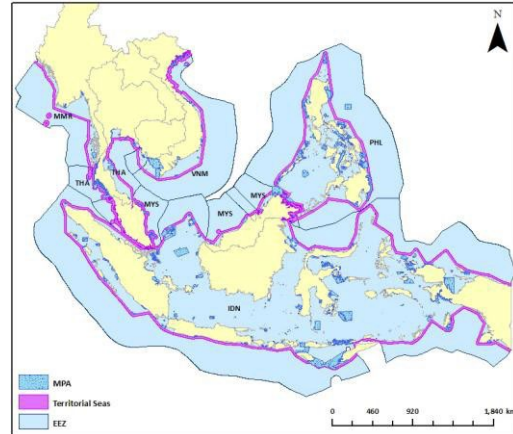 N
MMR
PHL
THA
THA
VNM
MYS
MYS
MYS
IDN
MPA
Territorial Seas
EEZ
0 460 920 1,840 km